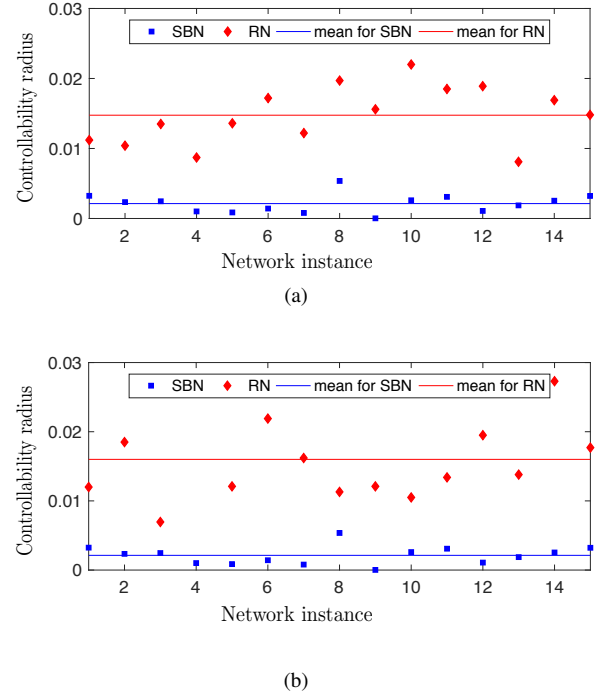 0.03
SBN RN mean for SBN mean for RN
0.02
0.01
0
Controllability radius
2 4 6 8 10 12 14
Network instance
(a)
0.03
SBN RN mean for SBN mean for RN
0.02
0.01
0
Controllability radius
2 4 6 8 10 12 14
Network instance
(b)